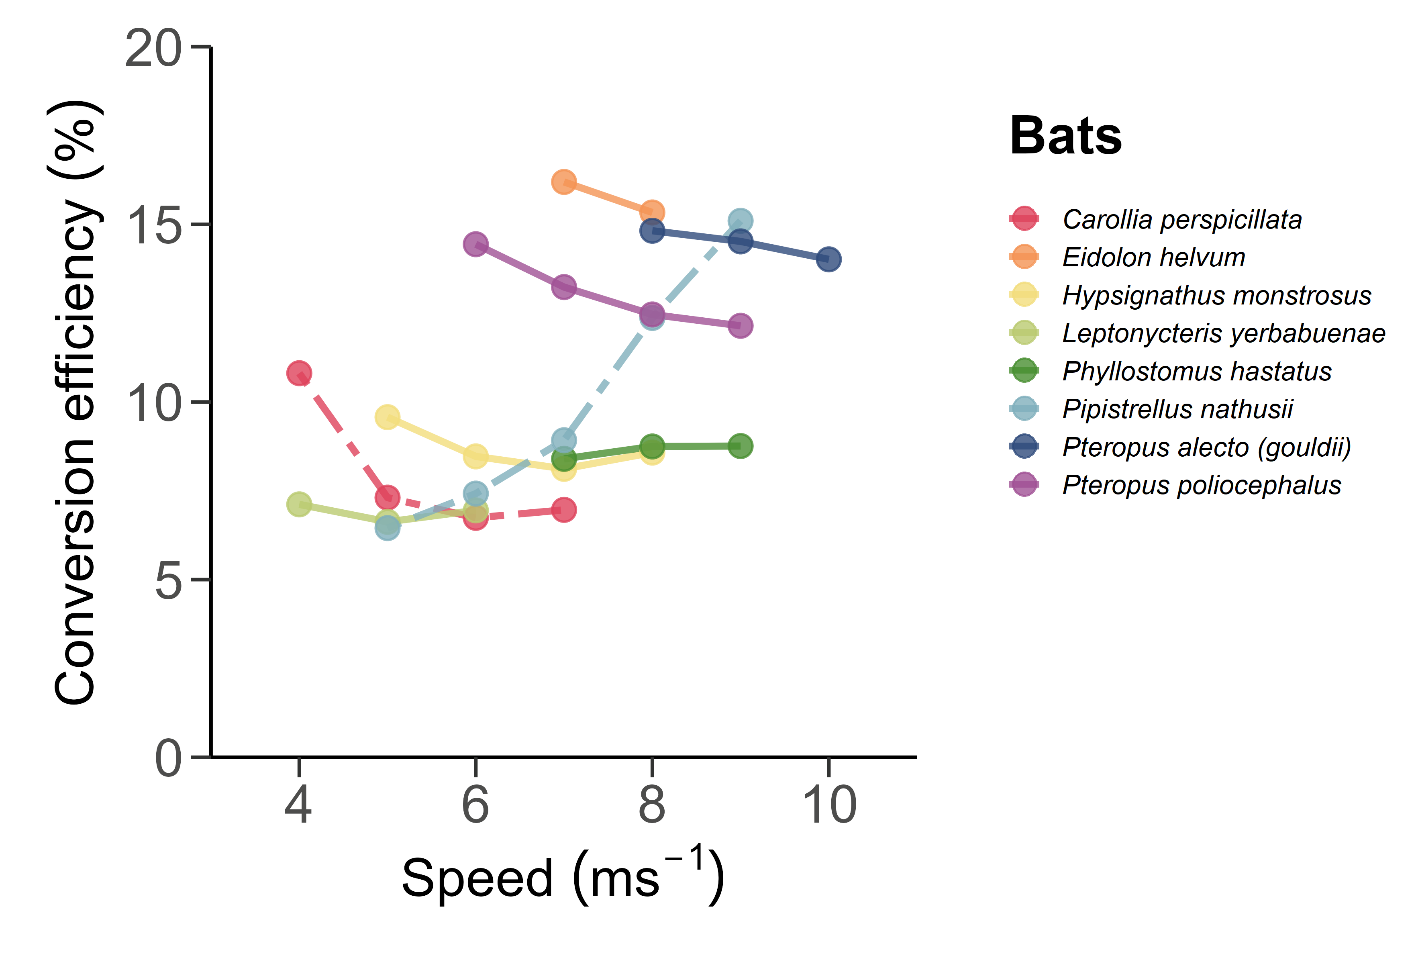 20
15
10
5
0
Conversion efficiency (%)
4 6 8 10
Speed (ms⁻¹)
Bats
Carollia perspicillata
Eidolon helvum
Hypsignathus monstrosus
Leptonycteris yerbabuenae
Phyllostomus hastatus
Pipistrellus nathusii
Pteropus alecto (gouldii)
Pteropus poliocephalus